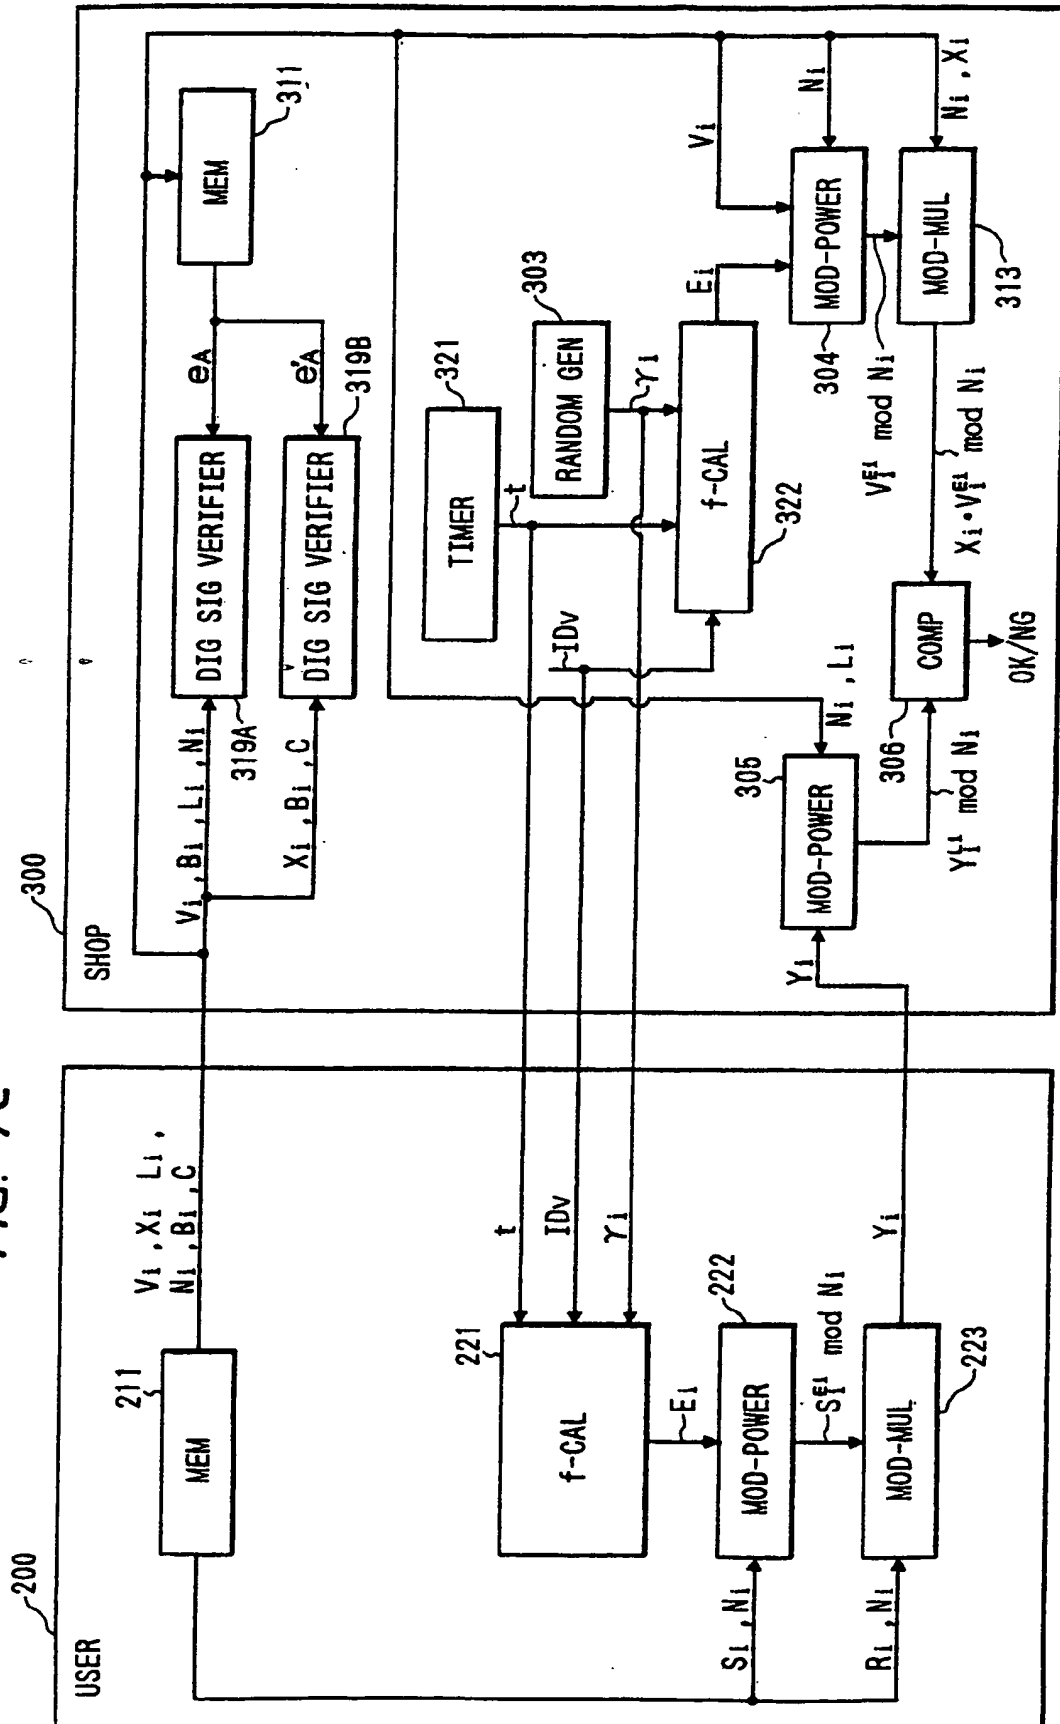 200
USER
211
MEM
Vi , Xi Li ,
Ni , Bi , C
221
f-CAL
t
IDv
γi
Ei
222
MOD-POWER
Si , Ni
Si^Ei mod Ni
MOD-MUL
223
Ri , Ni
Yi
300
SHOP
Vi , Bi , Li , Ni
Xi , Bi , C
319A
DIG SIG VERIFIER
DIG SIG VERIFIER
319B
eA
e'A
MEM
311
321
TIMER
t
303
RANDOM GEN
γi
IDv
f-CAL
322
Ei
Vi
Ni
Ni , Xi
MOD-POWER
304
Vi^Ei mod Ni
MOD-MUL
313
Xi·Vi^Ei mod Ni
Ni , Li
305
MOD-POWER
Yi
Yi^Li mod Ni
306
COMP
OK/NG